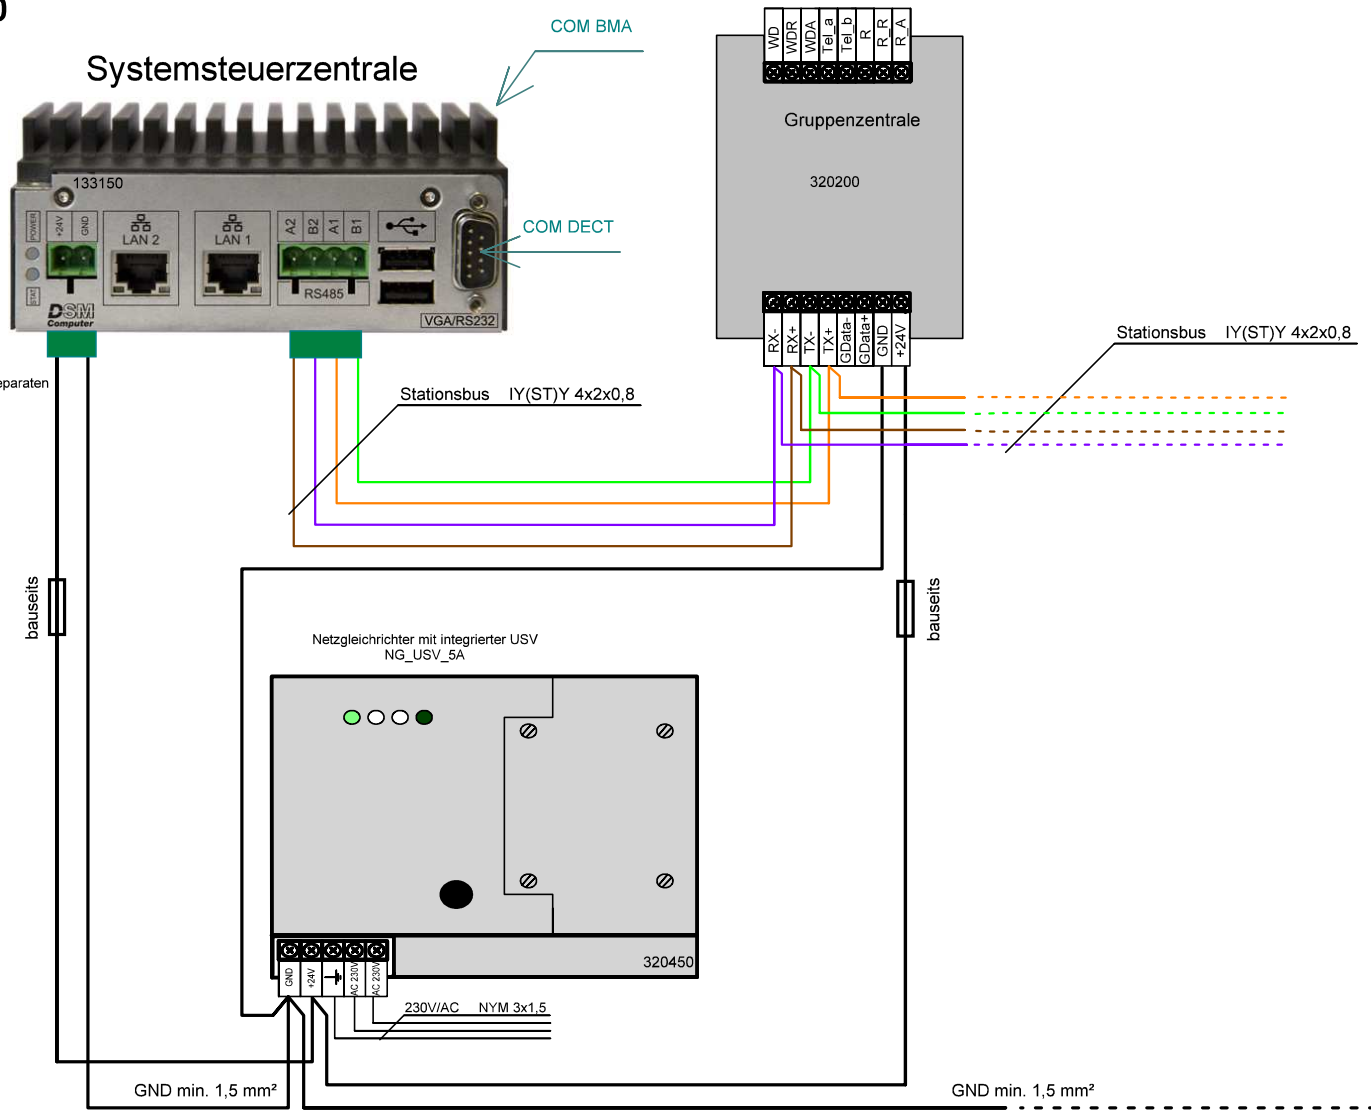 COM BMA
Systemsteuerzentrale
133150
POWER
+24V
GND
LAN 2
LAN 1
A2
B2
A1
B1
RS485
STAT
DSM
Computer
VGA/RS232
COM DECT
WD
WDR
WDA
Tel_a
Tel_b
R
R_R
R_A
Gruppenzentrale
320200
RX-
RX+
TX-
TX+
GData-
GData+
GND
+24V
Stationsbus IY(ST)Y 4x2x0,8
eparaten
Stationsbus IY(ST)Y 4x2x0,8
bauseits
bauseits
Netzgleichrichter mit integrierter USV
NG_USV_5A
320450
GND
+24V
AC 230V
AC 230V
230V/AC NYM 3x1,5
GND min. 1,5 mm²
GND min. 1,5 mm²